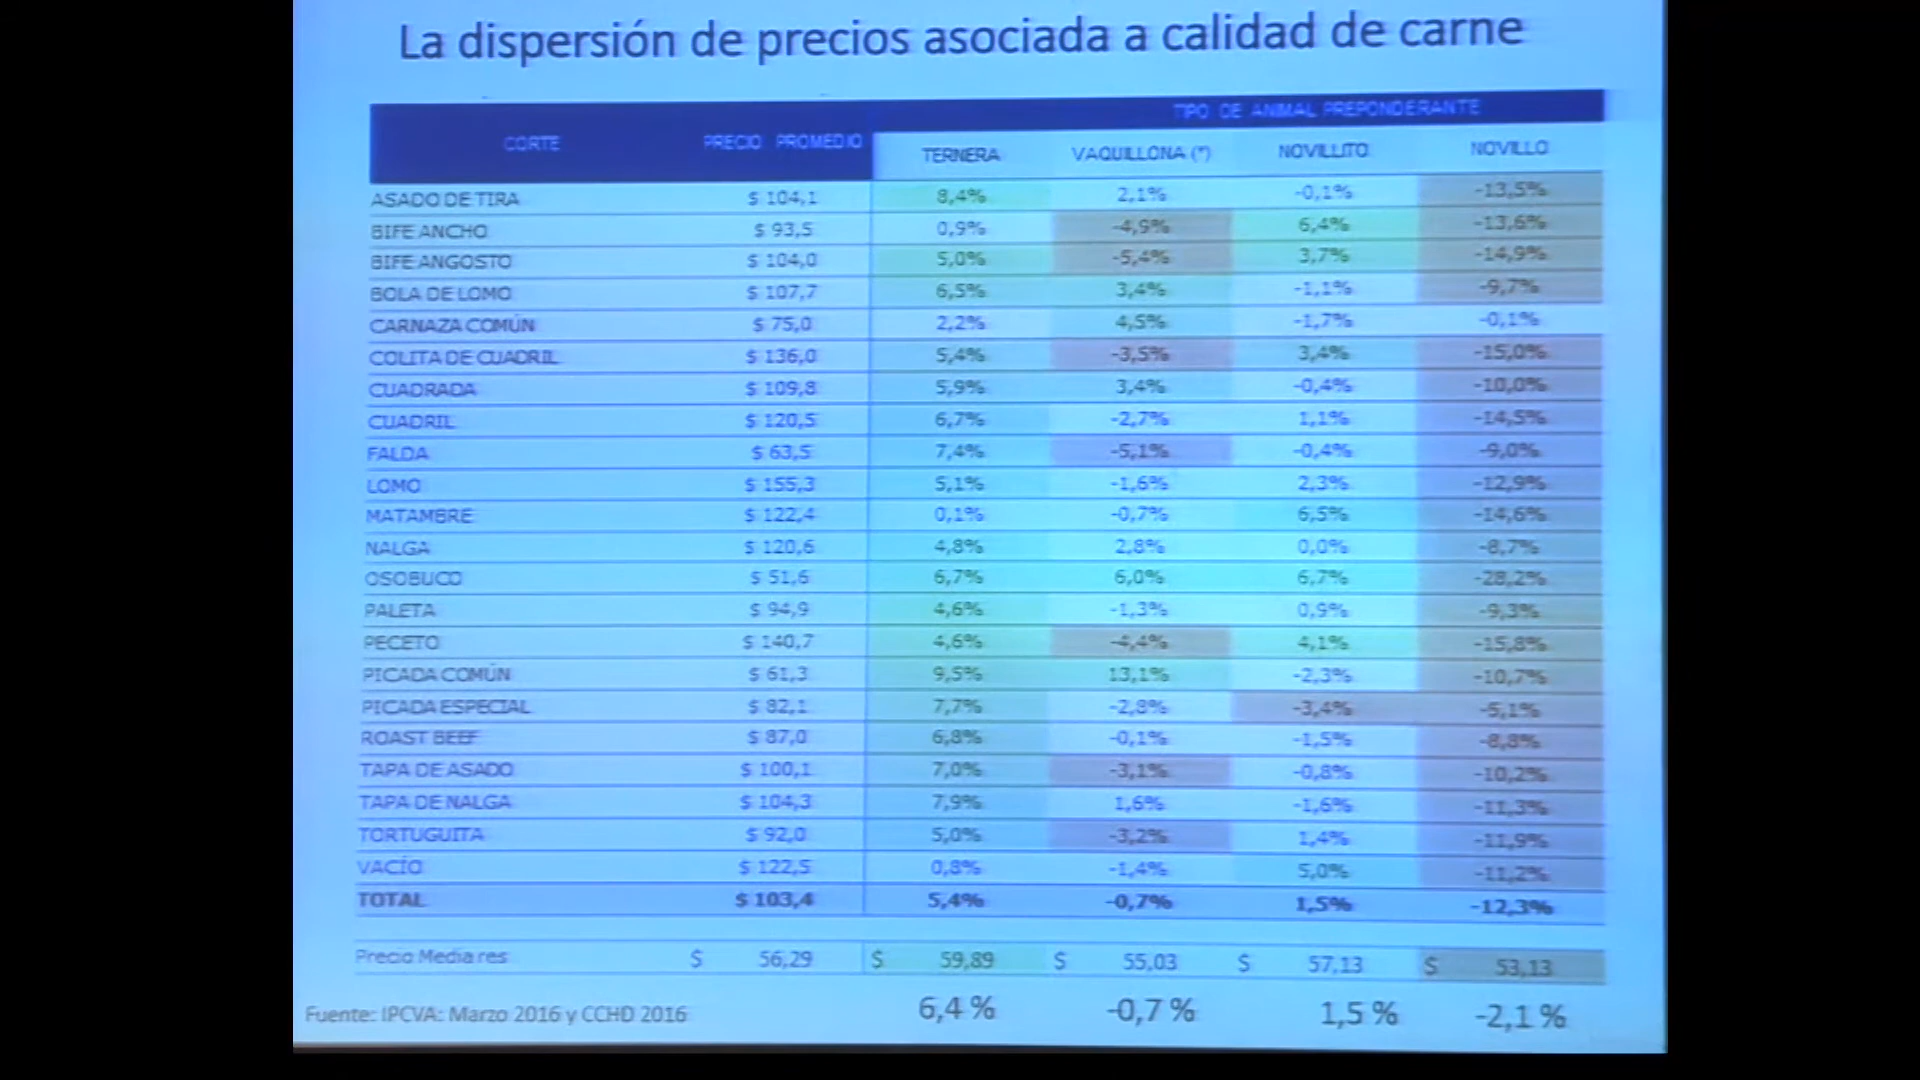 La dispersión de precios asociada a calidad de carne
TIPO DE ANIMAL PREPONDERANTE
CORTE PRECIO PROMEDIO TERNERA VAQUILLONA (*) NOVILLITO NOVILLO
ASADO DE TIRA $ 104,1 8,4% 2,1% -0,1% -13,5%
BIFE ANCHO $ 93,5 0,9% -4,9% 6,4% -13,6%
BIFE ANGOSTO $ 104,0 5,0% -5,4% 3,7% -14,9%
BOLA DE LOMO $ 107,7 6,5% 3,4% -1,1% -9,7%
CARNAZA COMÚN $ 75,0 2,2% 4,5% -1,7% -0,1%
COLITA DE CUADRIL $ 136,0 5,4% -3,5% 3,4% -15,0%
CUADRADA $ 109,8 5,9% 3,4% -0,4% -10,0%
CUADRIL $ 120,5 6,7% -2,7% 1,1% -14,5%
FALDA $ 63,5 7,4% -5,1% -0,4% -9,0%
LOMO $ 155,3 5,1% -1,6% 2,3% -12,9%
MATAMBRE $ 122,4 0,1% -0,7% 6,5% -14,6%
NALGA $ 120,6 4,8% 2,8% 0,0% -8,7%
OSOBUCO $ 51,6 6,7% 6,0% 6,7% -28,2%
PALETA $ 94,9 4,6% -1,3% 0,9% -9,3%
PECETO $ 140,7 4,6% -4,4% 4,1% -15,8%
PICADA COMÚN $ 61,3 9,5% 13,1% -2,3% -10,7%
PICADA ESPECIAL $ 82,1 7,7% -2,8% -3,4% -5,1%
ROAST BEEF $ 87,0 6,8% -0,1% -1,5% -8,8%
TAPA DE ASADO $ 100,1 7,0% -3,1% -0,8% -10,2%
TAPA DE NALGA $ 104,3 7,9% 1,6% -1,6% -11,3%
TORTUGUITA $ 92,0 5,0% -3,2% 1,4% -11,9%
VACÍO $ 122,5 0,8% -1,4% 5,0% -11,2%
TOTAL $ 103,4 5,4% -0,7% 1,5% -12,3%
Precio Media res $ 56,29 $ 59,89 $ 55,03 $ 57,13 $ 53,13
6,4 % -0,7 % 1,5 % -2,1 %
Fuente: IPCVA: Marzo 2016 y CCHD 2016